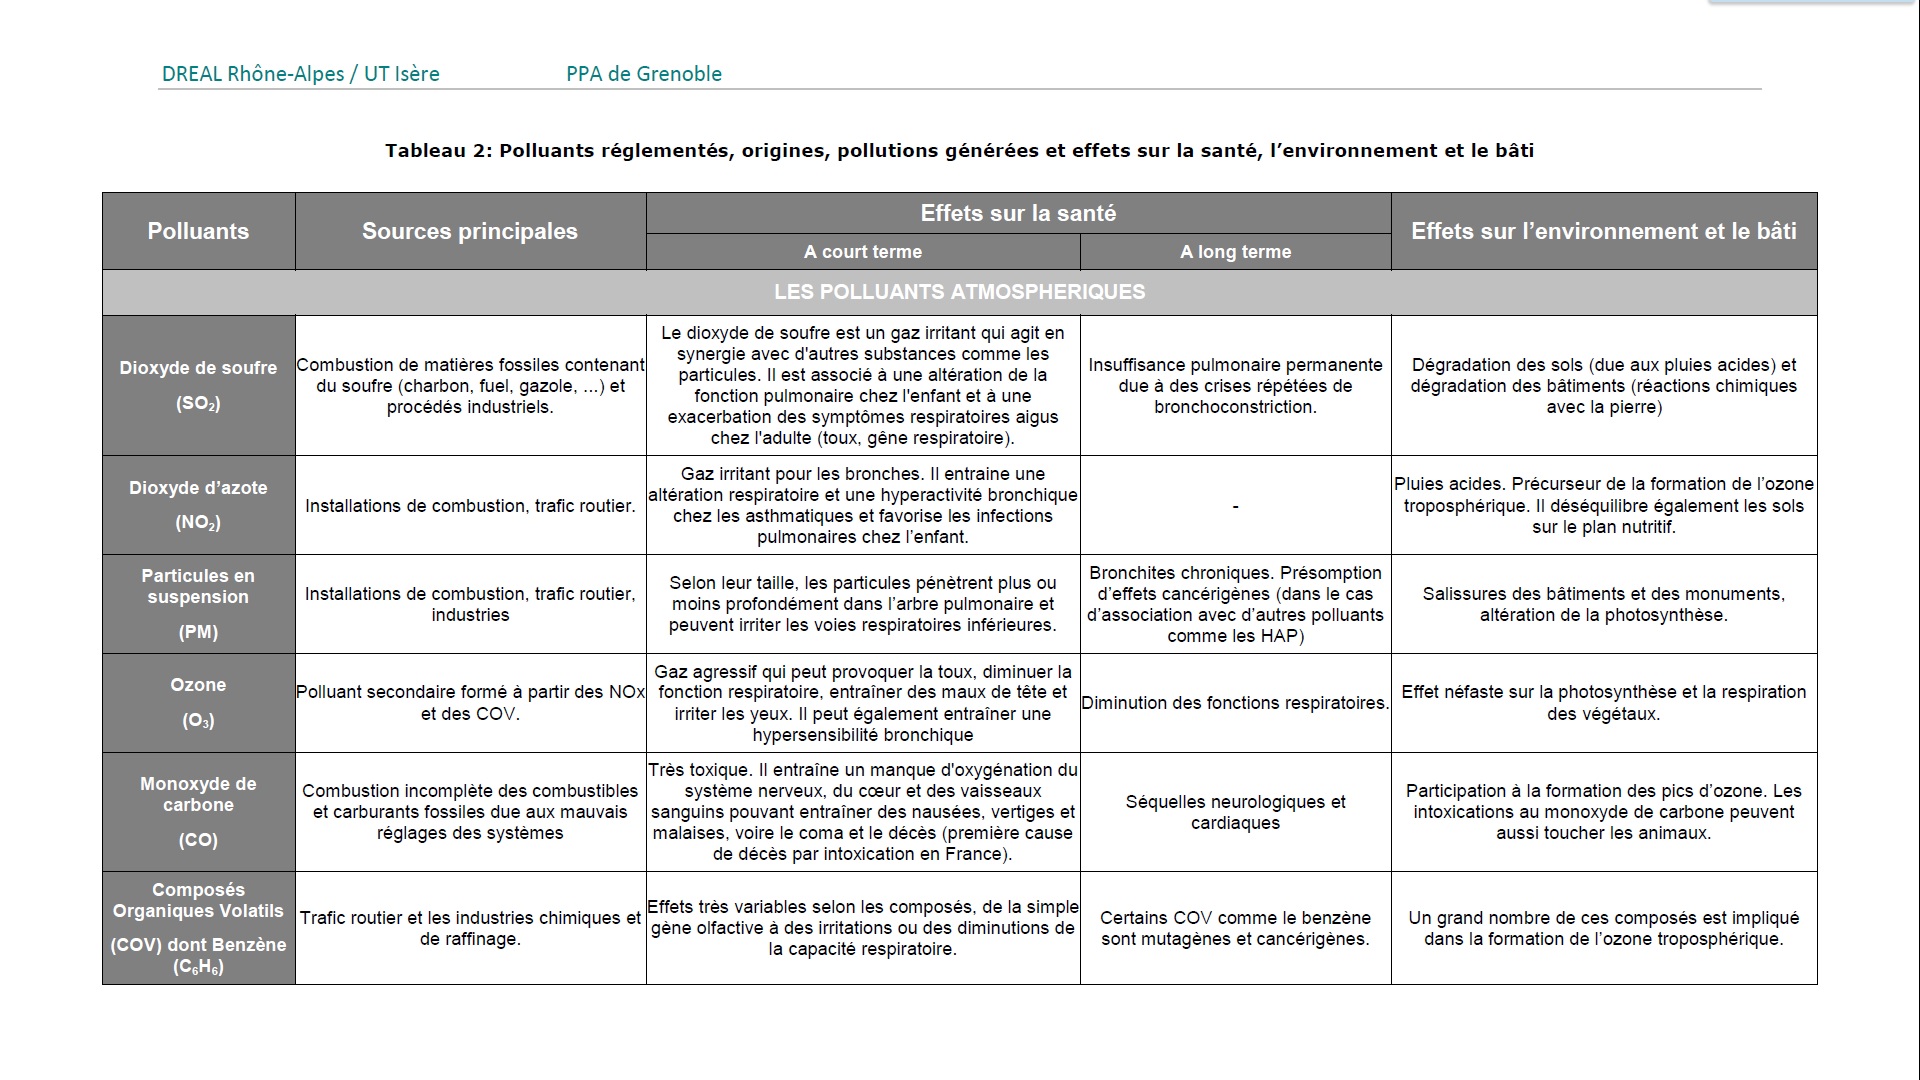 DREAL Rhône-Alpes / UT Isère PPA de Grenoble
Tableau 2: Polluants réglementés, origines, pollutions générées et effets sur la santé, l’environnement et le bâti
Polluants
Sources principales
Effets sur la santé
A court terme
A long terme
Effets sur l’environnement et le bâti
LES POLLUANTS ATMOSPHERIQUES
Dioxyde de soufre
(SO₂)
Combustion de matières fossiles contenant
du soufre (charbon, fuel, gazole, ...) et
procédés industriels.
Le dioxyde de soufre est un gaz irritant qui agit en
synergie avec d'autres substances comme les
particules. Il est associé à une altération de la
fonction pulmonaire chez l'enfant et à une
exacerbation des symptômes respiratoires aigus
chez l'adulte (toux, gêne respiratoire).
Insuffisance pulmonaire permanente
due à des crises répétées de
bronchoconstriction.
Dégradation des sols (due aux pluies acides) et
dégradation des bâtiments (réactions chimiques
avec la pierre)
Dioxyde d’azote
(NO₂)
Installations de combustion, trafic routier.
Gaz irritant pour les bronches. Il entraine une
altération respiratoire et une hyperactivité bronchique
chez les asthmatiques et favorise les infections
pulmonaires chez l’enfant.
-
Pluies acides. Précurseur de la formation de l’ozone
troposphérique. Il déséquilibre également les sols
sur le plan nutritif.
Particules en
suspension
(PM)
Installations de combustion, trafic routier,
industries
Selon leur taille, les particules pénètrent plus ou
moins profondément dans l’arbre pulmonaire et
peuvent irriter les voies respiratoires inférieures.
Bronchites chroniques. Présomption
d’effets cancérigènes (dans le cas
d’association avec d’autres polluants
comme les HAP)
Salissures des bâtiments et des monuments,
altération de la photosynthèse.
Ozone
(O₃)
Polluant secondaire formé à partir des NOx
et des COV.
Gaz agressif qui peut provoquer la toux, diminuer la
fonction respiratoire, entraîner des maux de tête et
irriter les yeux. Il peut également entraîner une
hypersensibilité bronchique
Diminution des fonctions respiratoires.
Effet néfaste sur la photosynthèse et la respiration
des végétaux.
Monoxyde de
carbone
(CO)
Combustion incomplète des combustibles
et carburants fossiles due aux mauvais
réglages des systèmes
Très toxique. Il entraîne un manque d'oxygénation du
système nerveux, du cœur et des vaisseaux
sanguins pouvant entraîner des nausées, vertiges et
malaises, voire le coma et le décès (première cause
de décès par intoxication en France).
Séquelles neurologiques et
cardiaques
Participation à la formation des pics d’ozone. Les
intoxications au monoxyde de carbone peuvent
aussi toucher les animaux.
Composés
Organiques Volatils
(COV) dont Benzène
(C₆H₆)
Trafic routier et les industries chimiques et
de raffinage.
Effets très variables selon les composés, de la simple
gène olfactive à des irritations ou des diminutions de
la capacité respiratoire.
Certains COV comme le benzène
sont mutagènes et cancérigènes.
Un grand nombre de ces composés est impliqué
dans la formation de l’ozone troposphérique.